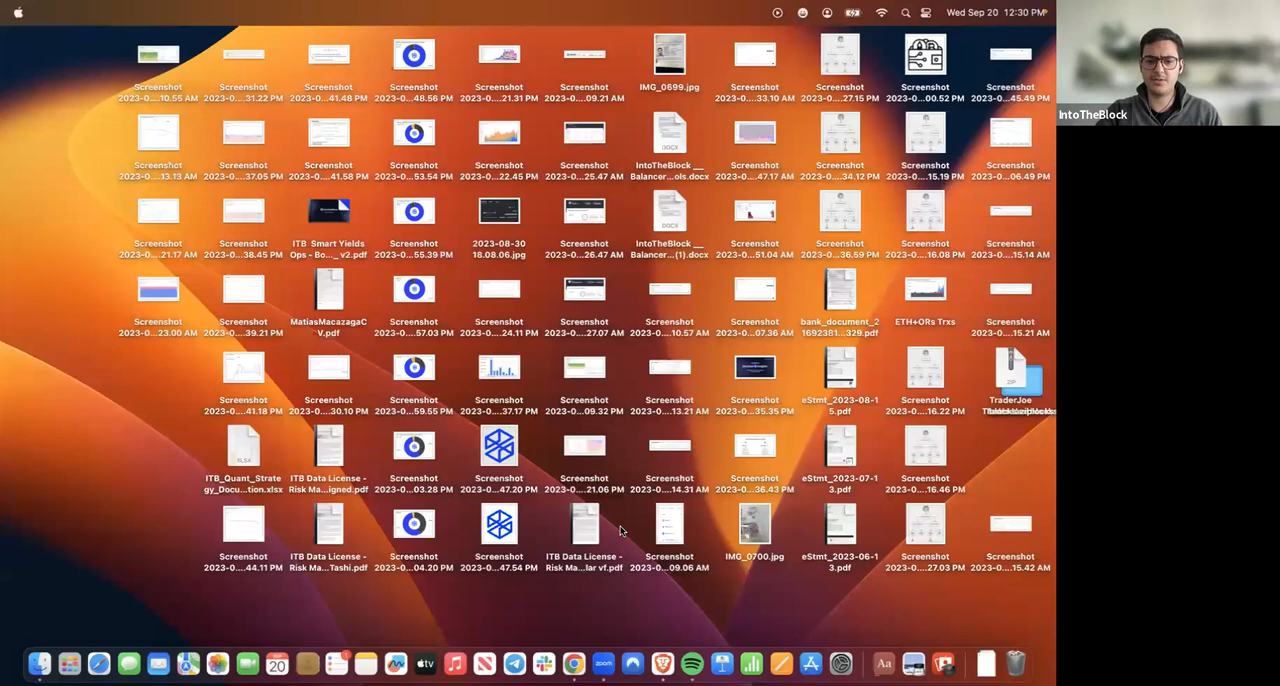 Wed Sep 20 12:30 PM
IntoTheBlock
Screenshot Screenshot Screenshot Screenshot Screenshot Screenshot IMG_0699.jpg Screenshot Screenshot Screenshot Screenshot
2023-0....10.55 AM 2023-0....31.22 PM 2023-0...41.48 PM 2023-0...48.56 PM 2023-0...21.31 PM 2023-0...09.21 AM 2023-0...33.10 AM 2023-0...27.15 PM 2023-0...00.52 PM 2023-0...45.49 PM
Screenshot Screenshot Screenshot Screenshot Screenshot Screenshot IntoTheBlock __ Screenshot Screenshot Screenshot Screenshot
2023-0....13.13 AM 2023-0...37.05 PM 2023-0....41.58 PM 2023-0...53.54 PM 2023-0...22.45 PM 2023-0...25.47 AM Balancer...ols.docx 2023-0...47.17 AM 2023-0...34.12 PM 2023-0....15.19 PM 2023-0...06.49 PM
Screenshot Screenshot ITB Smart Yields Screenshot 2023-08-30 Screenshot IntoTheBlock __ Screenshot Screenshot Screenshot Screenshot
2023-0....21.17 AM 2023-0...38.45 PM Ops - Bo..._ v2.pdf 2023-0...55.39 PM 18.08.06.jpg 2023-0...26.47 AM Balancer...(1).docx 2023-0...51.04 AM 2023-0...36.59 PM 2023-0....16.08 PM 2023-0....15.14 AM
Screenshot Screenshot MatiasMacazagaC Screenshot Screenshot Screenshot Screenshot Screenshot bank_document_2 ETH+ORs Trxs Screenshot
2023-0...23.00 AM 2023-0...39.21 PM V.pdf 2023-0...57.03 PM 2023-0...24.11 PM 2023-0...27.07 AM 2023-0...10.57 AM 2023-0...07.36 AM 1692381...329.pdf 2023-0....15.21 AM
Screenshot Screenshot Screenshot Screenshot Screenshot Screenshot Screenshot eStmt_2023-08-1 Screenshot TraderJoe
2023-0....41.18 PM 2023-0...30.10 PM 2023-0...59.55 PM 2023-0...37.17 PM 2023-0...09.32 PM 2023-0....13.21 AM 2023-0...35.35 PM 5.pdf 2023-0....16.22 PM
ITB_Quant_Strate ITB Data License - Screenshot Screenshot Screenshot Screenshot Screenshot eStmt_2023-07-1 Screenshot
gy_Docu...tion.xlsx Risk Ma...igned.pdf 2023-0...03.28 PM 2023-0...47.20 PM 2023-0....21.06 PM 2023-0...14.31 AM 2023-0...36.43 PM 3.pdf 2023-0....16.46 PM
Screenshot ITB Data License - Screenshot Screenshot ITB Data License - Screenshot IMG_0700.jpg eStmt_2023-06-1 Screenshot Screenshot
2023-0....44.11 PM Risk Ma...Tashi.pdf 2023-0...04.20 PM 2023-0...47.54 PM Risk Ma...lar vf.pdf 2023-0...09.06 AM 3.pdf 2023-0...27.03 PM 2023-0....15.42 AM